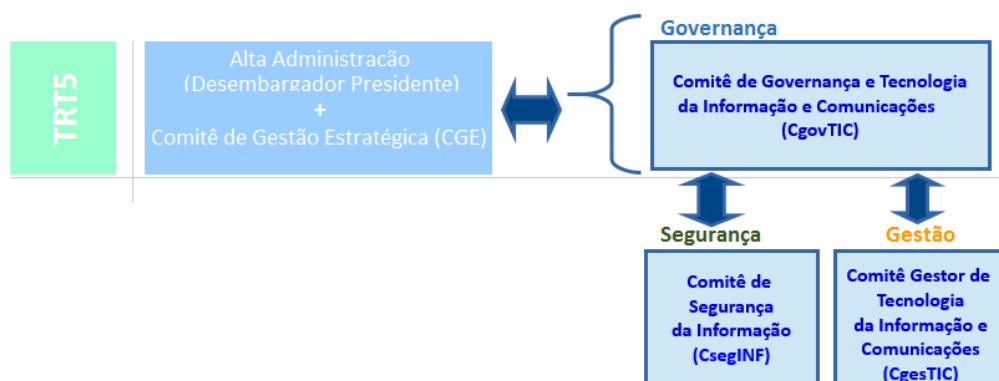 TRT5
Alta Administracão
(Desembargador Presidente)
+
Comitê de Gestão Estratégica (CGE)
Governança
Comitê de Governança e Tecnologia
da Informação e Comunicações
(CgovTIC)
Segurança
Comitê de
Segurança
da Informação
(CsegINF)
Gestão
Comitê Gestor de
Tecnologia
da Informação e
Comunicações
(CgesTIC)